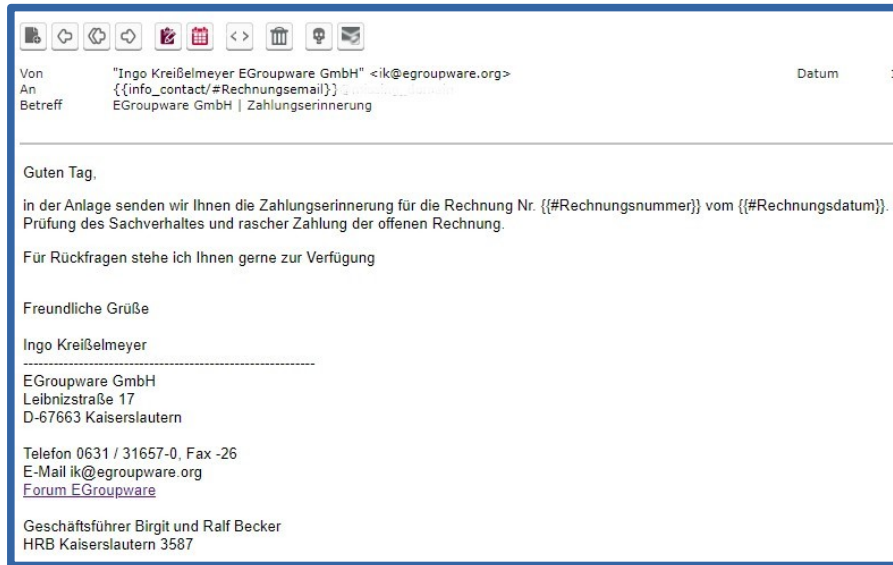 Von "Ingo Kreißelmeyer EGroupware GmbH" <ik@egroupware.org> Datum
An {{info_contact/#Rechnungsemail}}
Betreff EGroupware GmbH | Zahlungserinnerung
Guten Tag,
in der Anlage senden wir Ihnen die Zahlungserinnerung für die Rechnung Nr. {{#Rechnungsnummer}} vom {{#Rechnungsdatum}}.
Prüfung des Sachverhaltes und rascher Zahlung der offenen Rechnung.
Für Rückfragen stehe ich Ihnen gerne zur Verfügung
Freundliche Grüße
Ingo Kreißelmeyer
----------------------------------------------------------
EGroupware GmbH
Leibnizstraße 17
D-67663 Kaiserslautern
Telefon 0631 / 31657-0, Fax -26
E-Mail ik@egroupware.org
Forum EGroupware
Geschäftsführer Birgit und Ralf Becker
HRB Kaiserslautern 3587